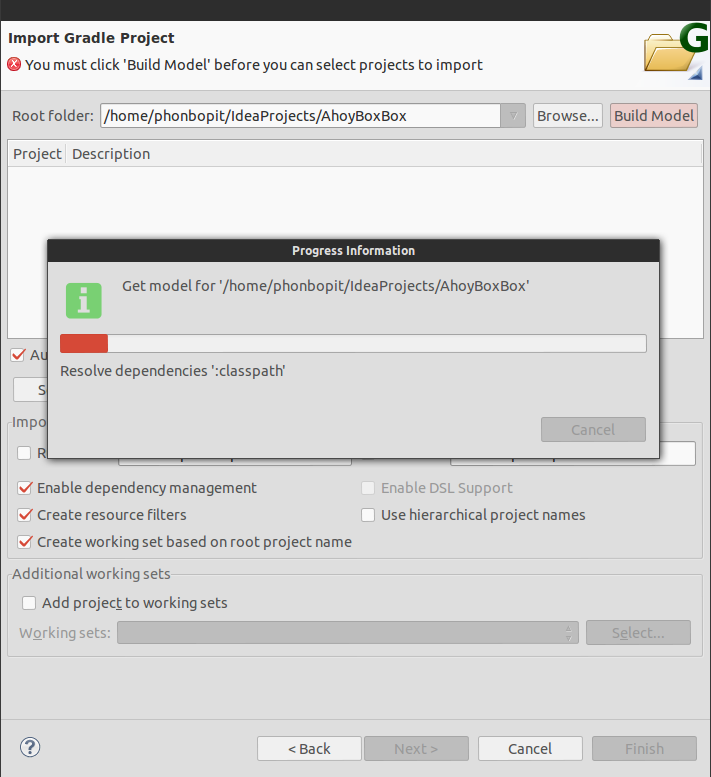 Import Gradle Project
You must click 'Build Model' before you can select projects to import
G
Root folder: /home/phonbopit/IdeaProjects/AhoyBoxBox Browse... Build Model
Project Description
Progress Information
Get model for '/home/phonbopit/IdeaProjects/AhoyBoxBox'
Resolve dependencies ':classpath'
Cancel
Enable dependency management Enable DSL Support
Create resource filters Use hierarchical project names
Create working set based on root project name
Additional working sets
Add project to working sets
Working sets: Select...
? < Back Next > Cancel Finish